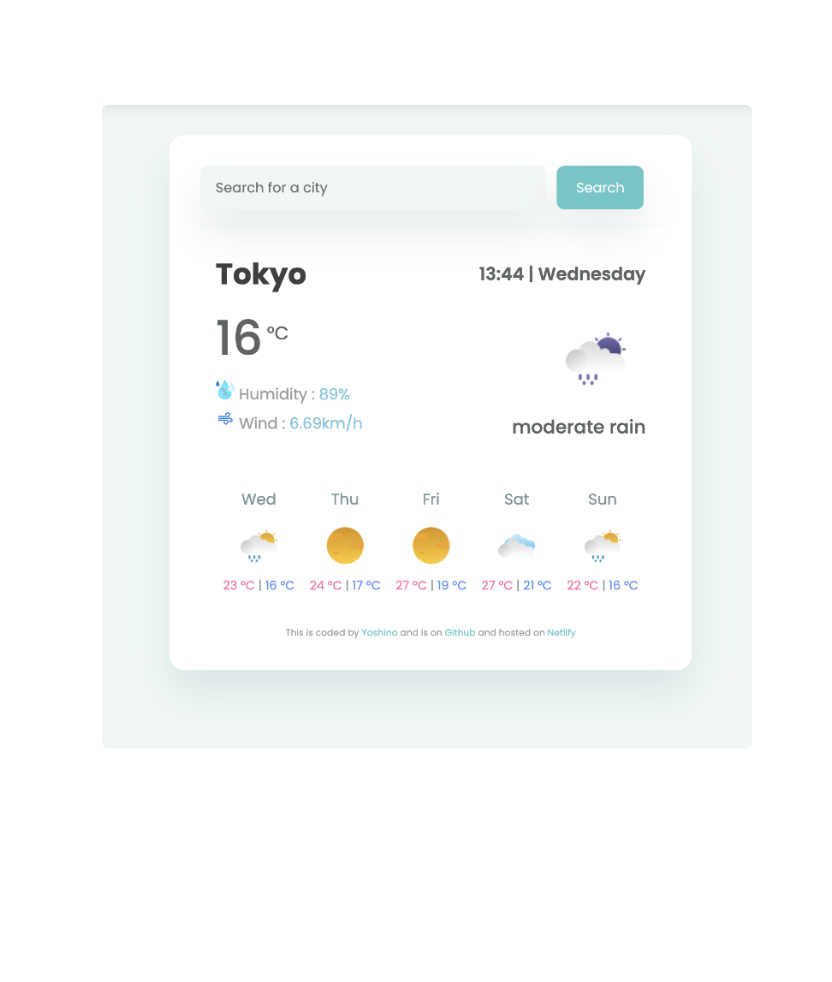 Search for a city Search
Tokyo 13:44 | Wednesday
16 °C
Humidity : 89%
Wind : 6.69km/h
moderate rain
Wed Thu Fri Sat Sun
23 °C | 16 °C 24 °C | 17 °C 27 °C | 19 °C 27 °C | 21 °C 22 °C | 16 °C
This is coded by Yoshino and is on Github and hosted on Netlify